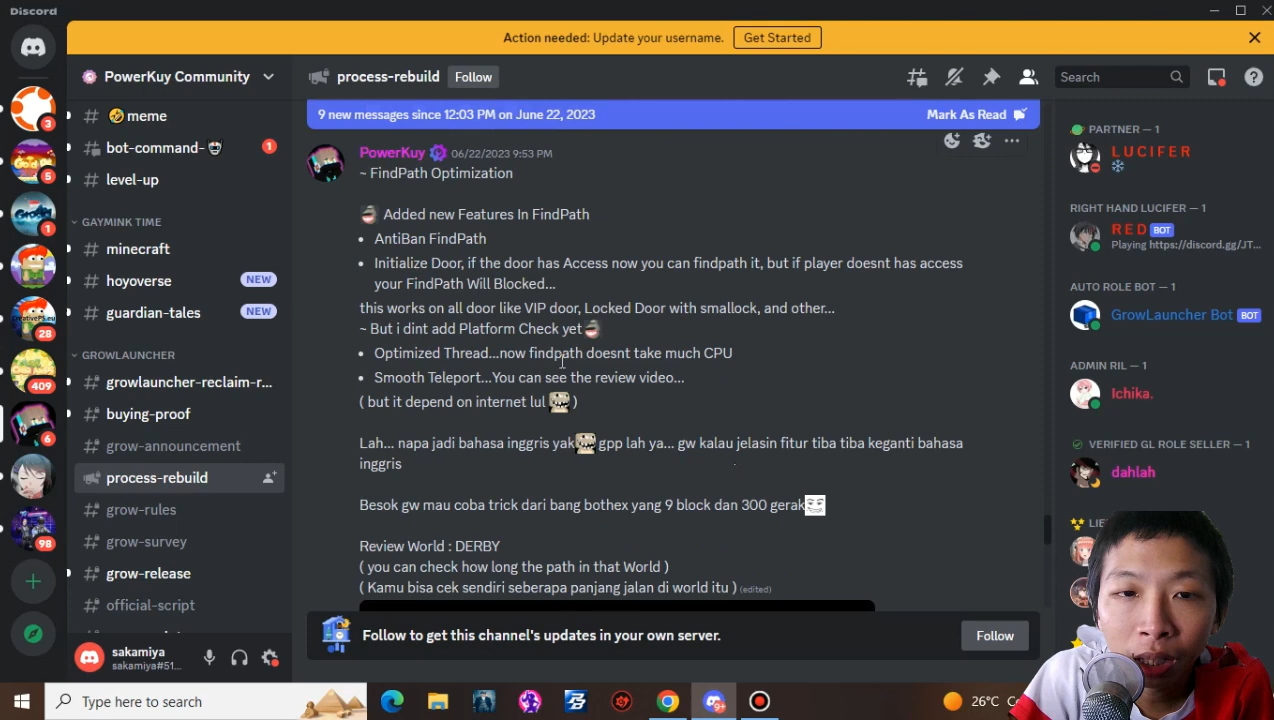 Discord
Action needed: Update your username.
Get Started
PowerKuy Community
process-rebuild
Follow
Search
meme
bot-command-
1
level-up
GAYMINK TIME
minecraft
hoyoverse
NEW
guardian-tales
NEW
GROWLAUNCHER
growlauncher-reclaim-r...
buying-proof
grow-announcement
process-rebuild
grow-rules
grow-survey
grow-release
official-script
3
5
1
28
409
6
98
sakamiya
sakamiya#51...
9 new messages since 12:03 PM on June 22, 2023
Mark As Read
PowerKuy
06/22/2023 9:53 PM
~ FindPath Optimization
Added new Features In FindPath
• AntiBan FindPath
• Initialize Door, if the door has Access now you can findpath it, but if player doesnt has access
your FindPath Will Blocked...
this works on all door like VIP door, Locked Door with smallock, and other...
~ But i dint add Platform Check yet
• Optimized Thread...now findpath doesnt take much CPU
• Smooth Teleport...You can see the review video...
( but it depend on internet lul )
Lah... napa jadi bahasa inggris yak gpp lah ya... gw kalau jelasin fitur tiba tiba keganti bahasa
inggris
Besok gw mau coba trick dari bang bothex yang 9 block dan 300 gerak
Review World : DERBY
( you can check how long the path in that World )
( Kamu bisa cek sendiri seberapa panjang jalan di world itu ) (edited)
Follow to get this channel's updates in your own server.
Follow
PARTNER — 1
LUCIFER
RIGHT HAND LUCIFER — 1
RED
BOT
Playing https://discord.gg/JT...
AUTO ROLE BOT — 1
GrowLauncher Bot
BOT
ADMIN RIL — 1
Ichika.
VERIFIED GL ROLE SELLER — 1
dahlah
Type here to search
9+
26°C